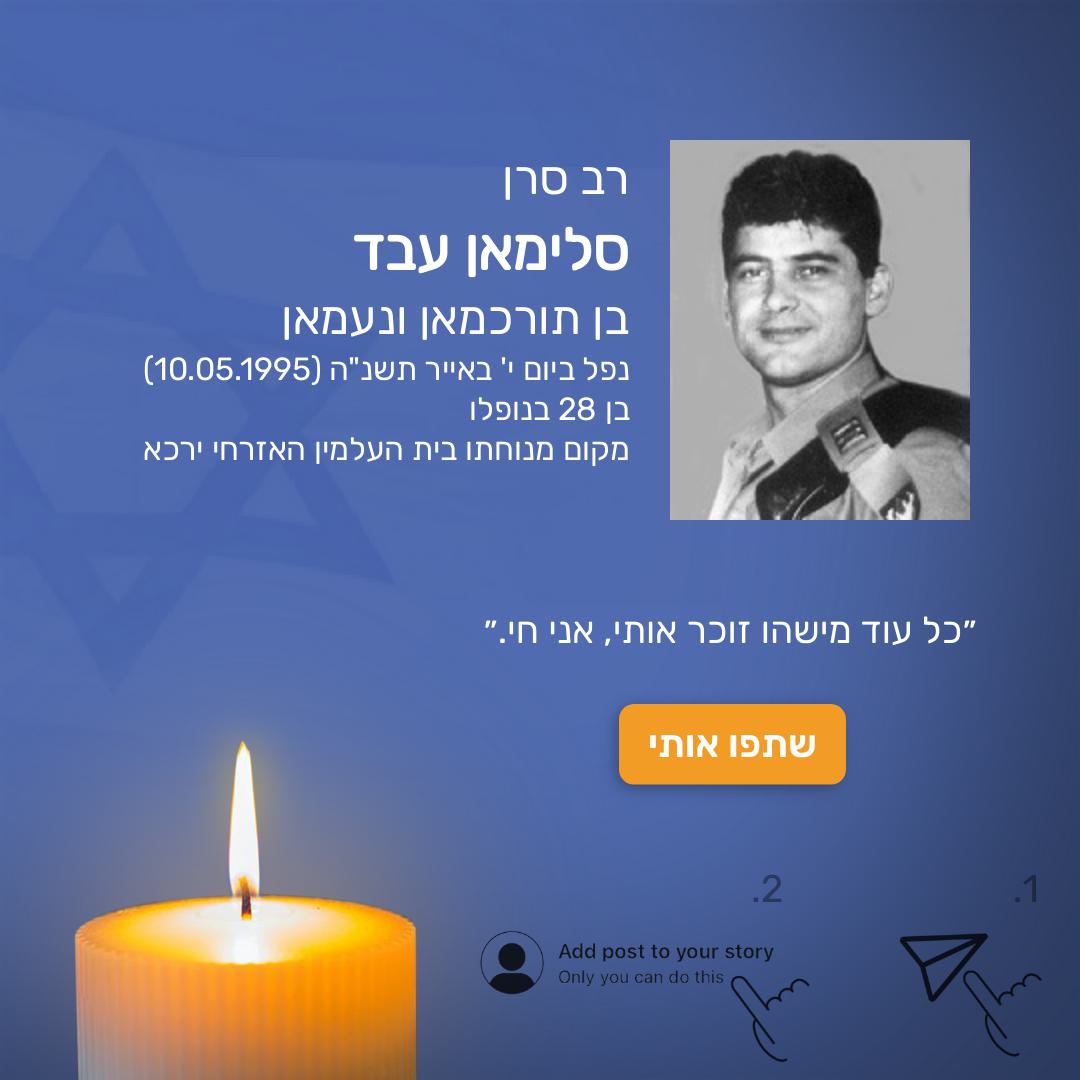 רב סרן
סלימאן עבד
בן תורכמאן ונעמאן
נפל ביום י' באייר תשנ"ה (10.05.1995)
בן 28 בנופלו
מקום מנוחתו בית העלמין האזרחי ירכא
״כל עוד מישהו זוכר אותי, אני חי.״
שתפו אותי
.1
.2
Add post to your story
Only you can do this